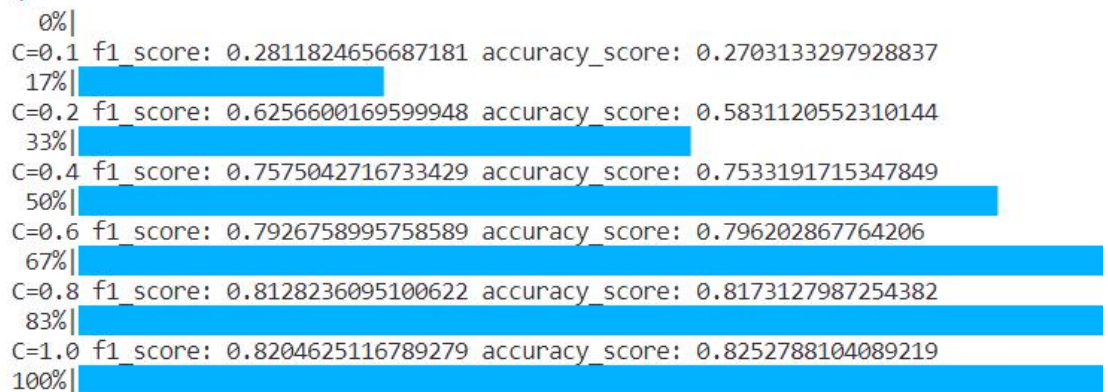 0%|
C=0.1 f1_score: 0.2811824656687181 accuracy_score: 0.2703133297928837
17%|
C=0.2 f1_score: 0.6256600169599948 accuracy_score: 0.5831120552310144
33%|
C=0.4 f1_score: 0.7575042716733429 accuracy_score: 0.7533191715347849
50%|
C=0.6 f1_score: 0.7926758995758589 accuracy_score: 0.796202867764206
67%|
C=0.8 f1_score: 0.8128236095100622 accuracy_score: 0.8173127987254382
83%|
C=1.0 f1_score: 0.8204625116789279 accuracy_score: 0.8252788104089219
100%|